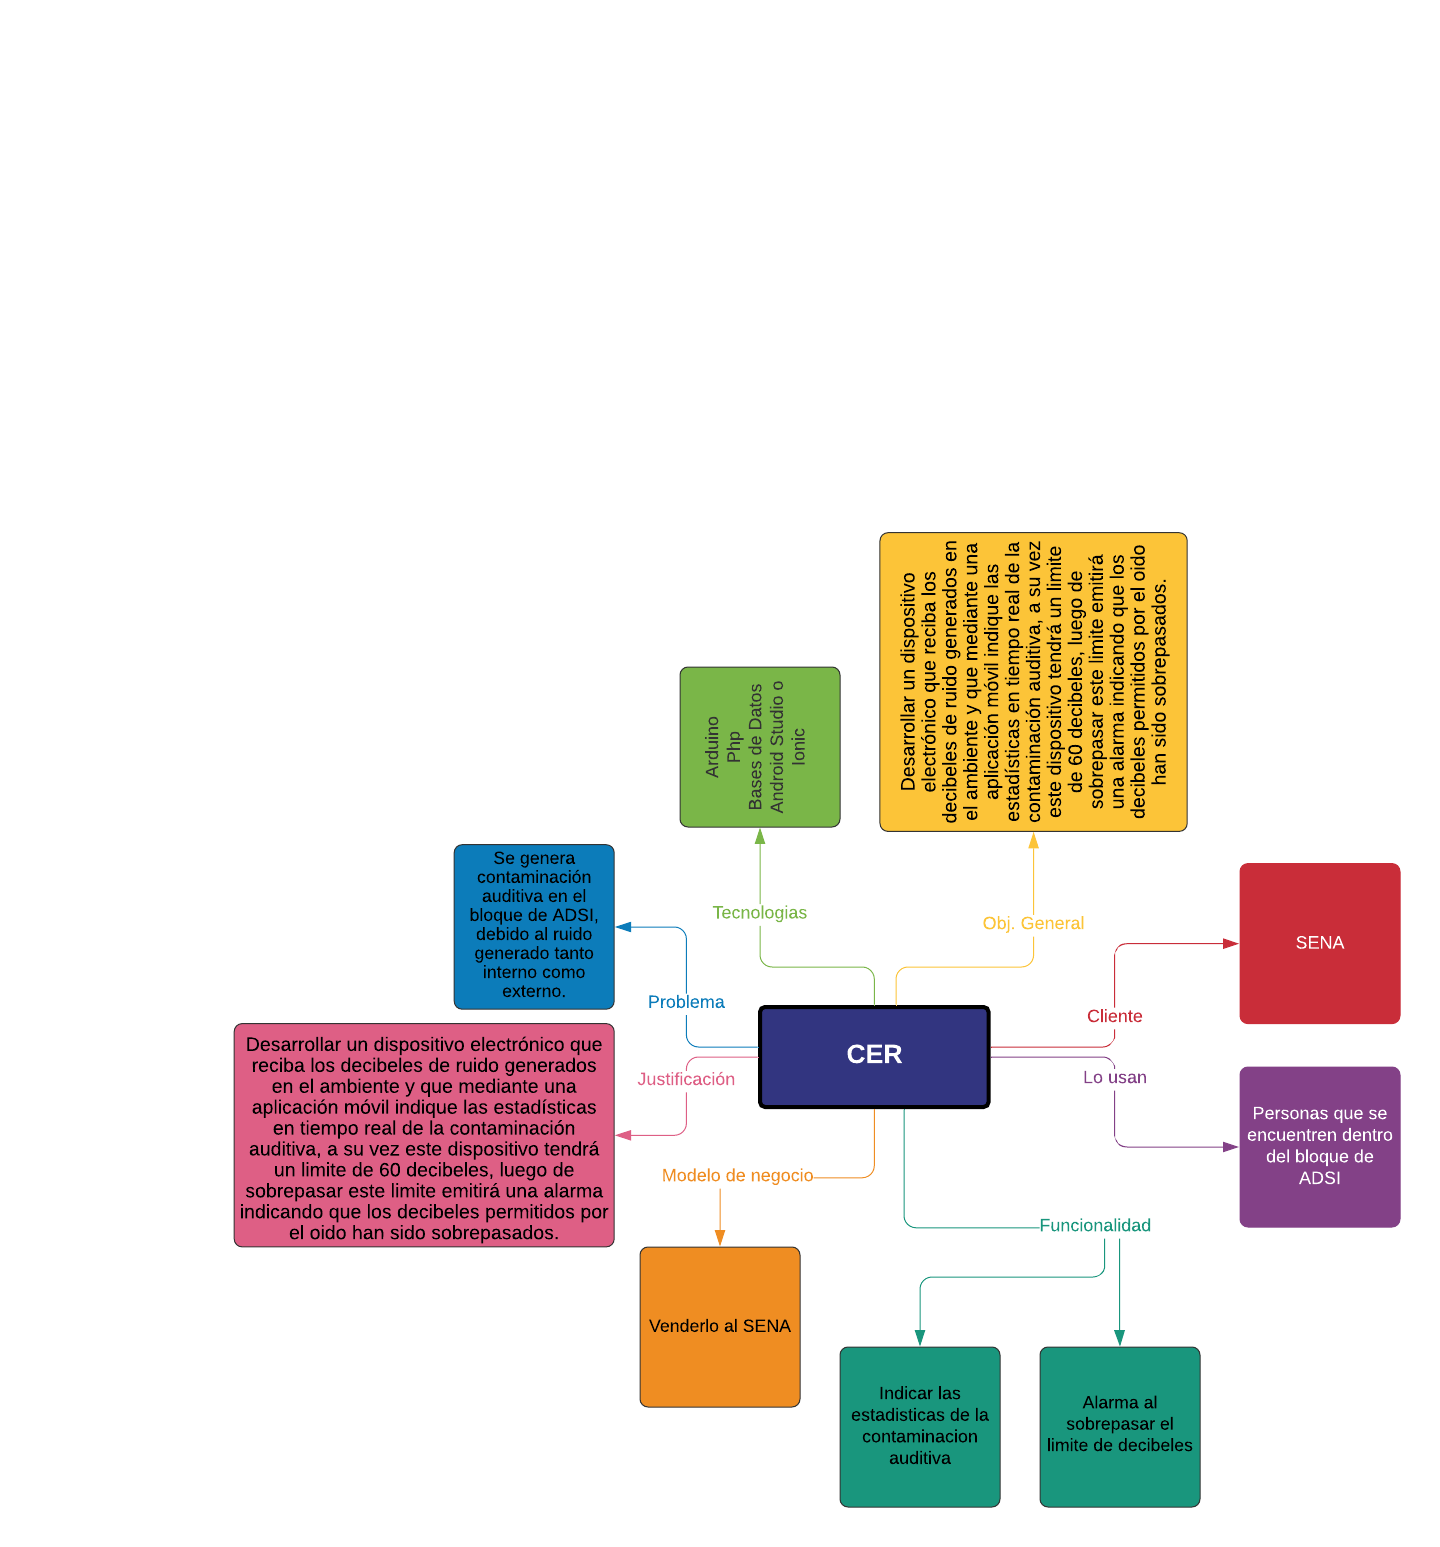 Desarrollar un dispositivo
electrónico que reciba los
decibeles de ruido generados en
el ambiente y que mediante una
aplicación móvil indique las
estadísticas en tiempo real de la
contaminación auditiva, a su vez
este dispositivo tendrá un limite
de 60 decibeles, luego de
sobrepasar este limite emitirá
una alarma indicando que los
decibeles permitidos por el oido
han sido sobrepasados.
Arduino
Php
Bases de Datos
Android Studio o
Ionic
Se genera
contaminación
auditiva en el
bloque de ADSI,
debido al ruido
generado tanto
interno como
externo.
Tecnologias
Obj. General
SENA
Problema
Cliente
CER
Justificación
Lo usan
Desarrollar un dispositivo electrónico que
reciba los decibeles de ruido generados
en el ambiente y que mediante una
aplicación móvil indique las estadísticas
en tiempo real de la contaminación
auditiva, a su vez este dispositivo tendrá
un limite de 60 decibeles, luego de
sobrepasar este limite emitirá una alarma
indicando que los decibeles permitidos por
el oido han sido sobrepasados.
Personas que se
encuentren dentro
del bloque de
ADSI
Modelo de negocio
Funcionalidad
Venderlo al SENA
Indicar las
estadisticas de la
contaminacion
auditiva
Alarma al
sobrepasar el
limite de decibeles